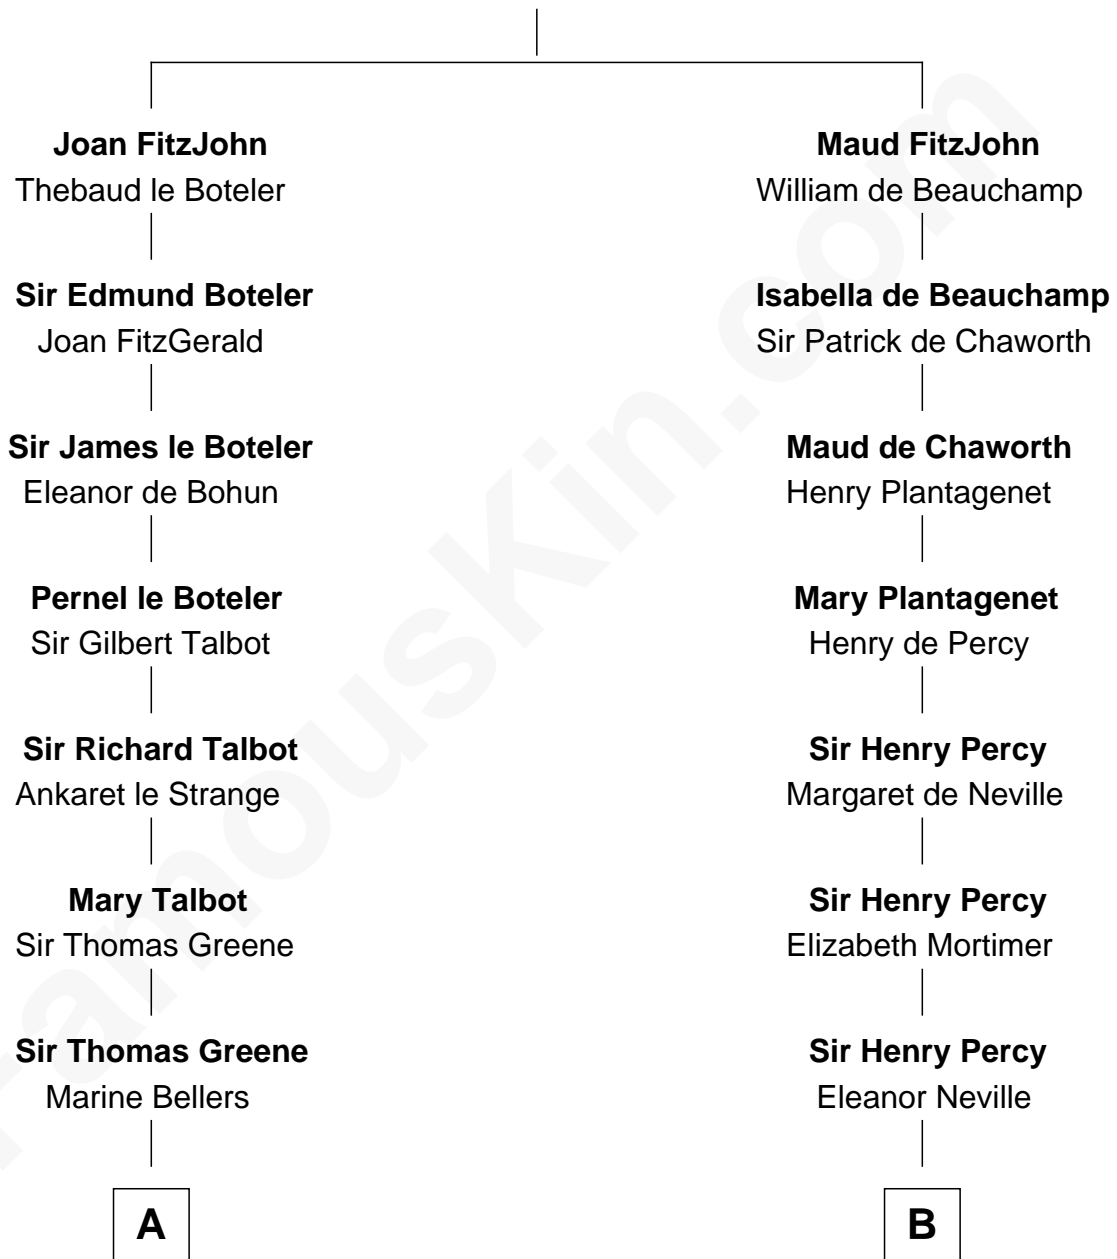 Joan FitzJohn
Thebaud le Boteler
Sir Edmund Boteler
Joan FitzGerald
Sir James le Boteler
Eleanor de Bohun
Pernel le Boteler
Sir Gilbert Talbot
Sir Richard Talbot
Ankaret le Strange
Mary Talbot
Sir Thomas Greene
Sir Thomas Greene
Marine Bellers
A
Maud FitzJohn
William de Beauchamp
Isabella de Beauchamp
Sir Patrick de Chaworth
Maud de Chaworth
Henry Plantagenet
Mary Plantagenet
Henry de Percy
Sir Henry Percy
Margaret de Neville
Sir Henry Percy
Elizabeth Mortimer
Sir Henry Percy
Eleanor Neville
B
FamousKin.com